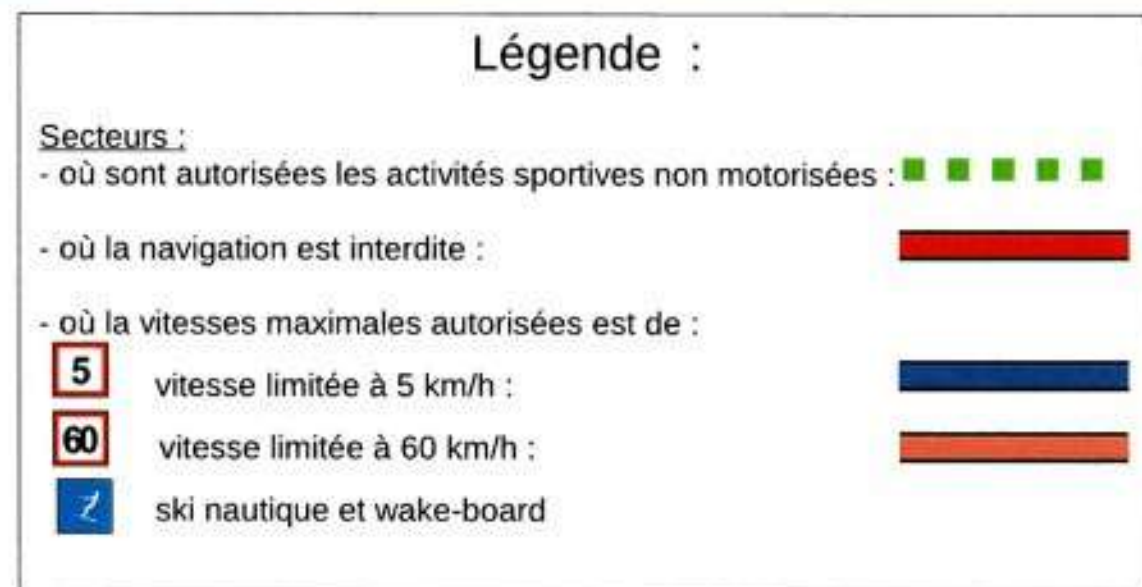 Légende :
Secteurs :
- où sont autorisées les activités sportives non motorisées :
- où la navigation est interdite :
- où la vitesses maximales autorisées est de :
5 vitesse limitée à 5 km/h :
60 vitesse limitée à 60 km/h :
ski nautique et wake-board